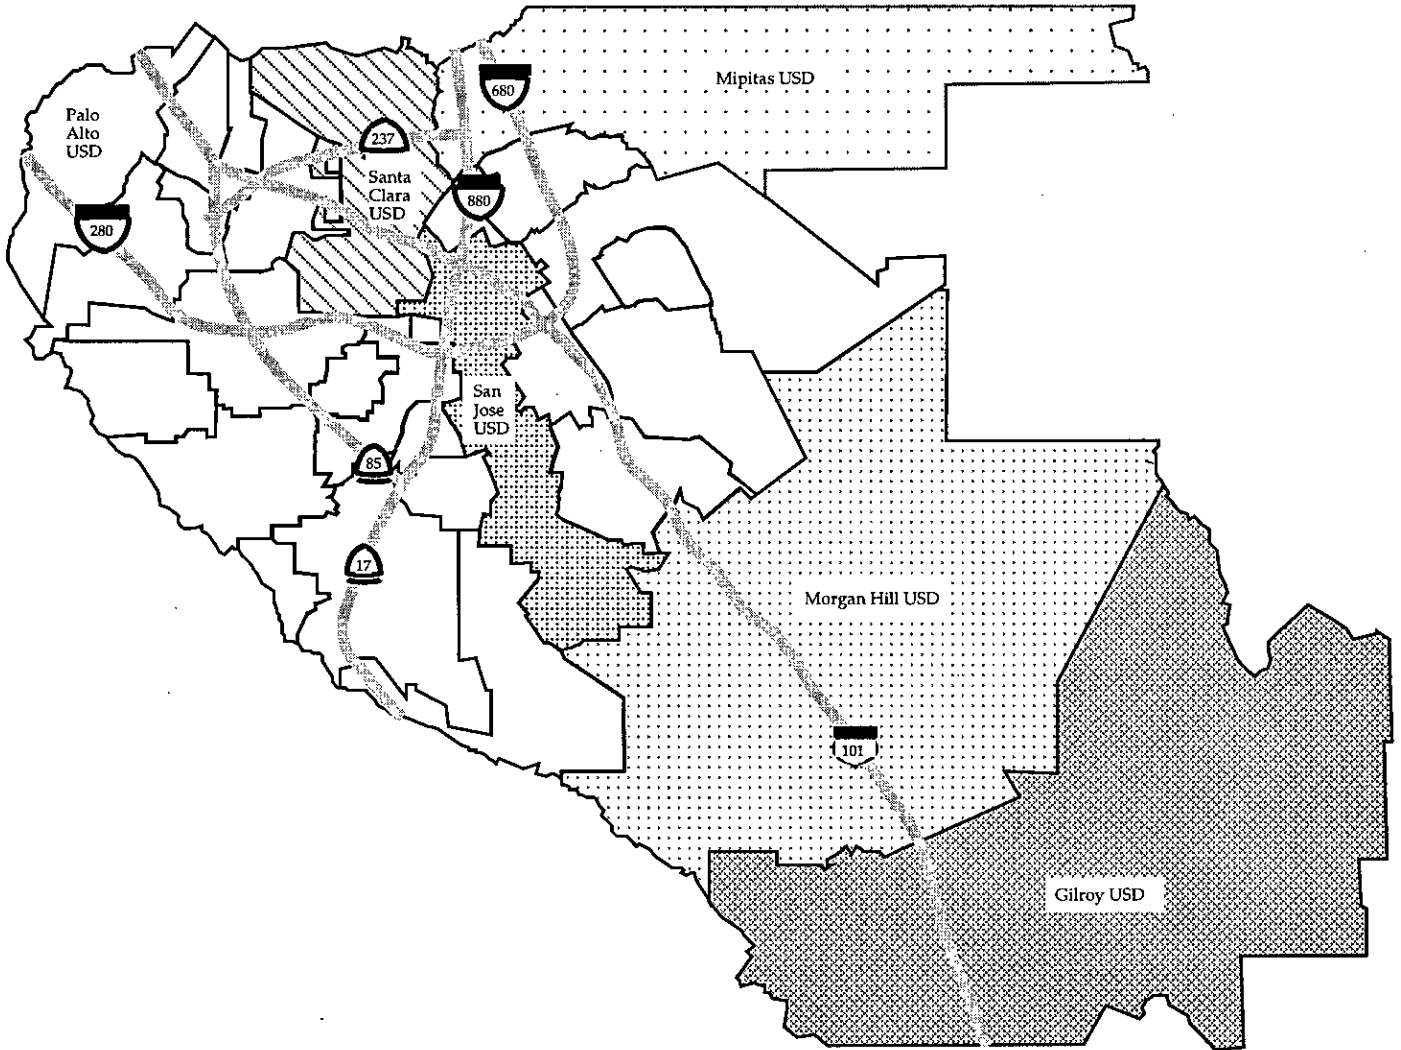 Mipitas USD
680
Palo
Alto
USD
237
Santa
Clara
USD
880
280
San
Jose
USD
85
17
Morgan Hill USD
101
Gilroy USD